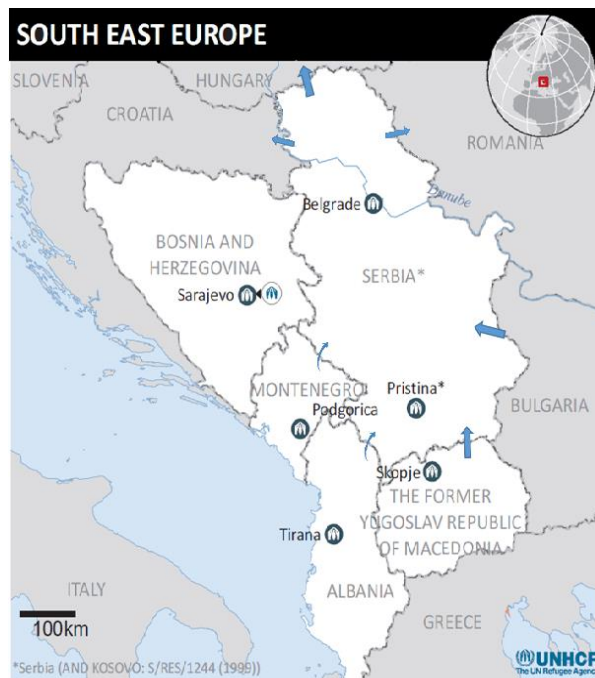 SOUTH EAST EUROPE
SLOVENIA
HUNGARY
CROATIA
ROMANIA
Danube
Belgrade
BOSNIA AND
HERZEGOVINA
SERBIA*
Sarajevo
MONTENEGRO
Pristina*
Podgorica
BULGARIA
Skopje
THE FORMER
YUGOSLAV REPUBLIC
OF MACEDONIA
Tirana
ITALY
ALBANIA
GREECE
100km
*Serbia (AND KOSOVO: S/RES/1244 (1999))
UNHCR
The UN Refugee Agency